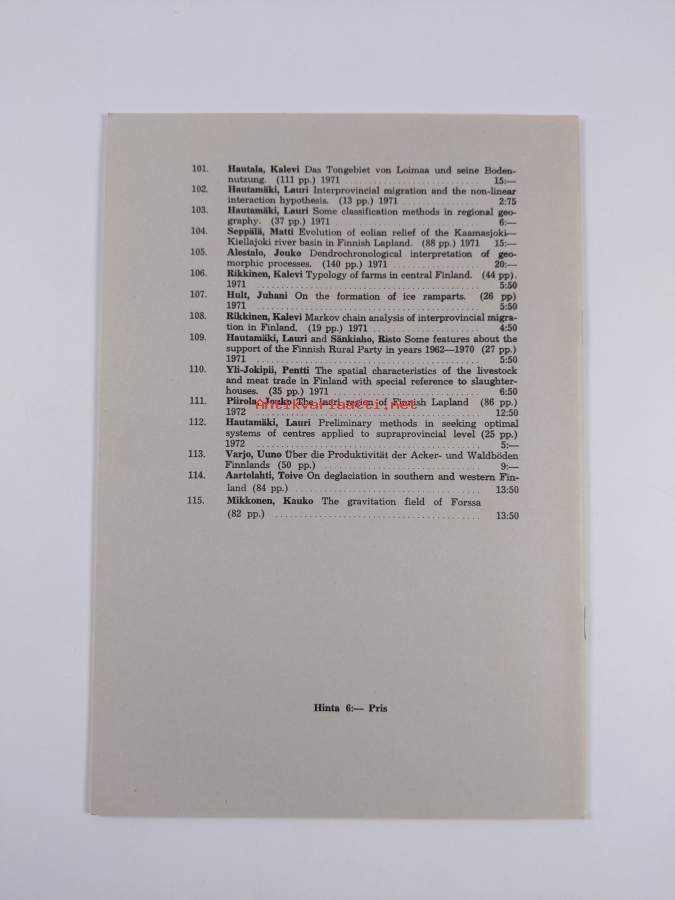 101. Hautala, Kalevi Das Tongebiet von Loimaa und seine Boden-
nutzung. (111 pp.) 1971 .......... 15:—
102. Hautamäki, Lauri Interprovincial migration and the non-linear
interaction hypothesis. (13 pp.) 1971 .......... 2:75
103. Hautamäki, Lauri Some classification methods in regional geo-
graphy. (37 pp.) 1971 .......... 6:—
104. Seppälä, Matti Evolution of eolian relief of the Kaamasjoki—
Kiellajoki river basin in Finnish Lapland. (88 pp.) 1971 15:—
105. Alestalo, Jouko Dendrochronological interpretation of geo-
morphic processes. (140 pp.) 1971 .......... 20:—
106. Rikkinen, Kalevi Typology of farms in central Finland. (44 pp).
1971 .......... 5:50
107. Hult, Juhani On the formation of ice ramparts. (26 pp)
1971 .......... 5:50
108. Rikkinen, Kalevi Markov chain analysis of interprovincial migra-
tion in Finland. (19 pp.) 1971 .......... 4:50
109. Hautamäki, Lauri and Sänkiaho, Risto Some features about the
support of the Finnish Rural Party in years 1962—1970 (27 pp.)
1971 .......... 5:50
110. Yli-Jokipii, Pentti The spatial characteristics of the livestock
and meat trade in Finland with special reference to slaughter-
houses. (35 pp.) 1971 .......... 6:50
111. Piirola, Jouko The Inari region of Finnish Lapland (86 pp.)
Antikvariaatti.net
1972 .......... 12:50
112. Hautamäki, Lauri Preliminary methods in seeking optimal
systems of centres applied to supraprovincial level (25 pp.)
1972 .......... 5:—
113. Varjo, Uuno Über die Produktivität der Acker- und Waldböden
Finnlands (50 pp.) .......... 9:—
114. Aartolahti, Toive On deglaciation in southern and western Fin-
land (84 pp.) .......... 13:50
115. Mikkonen, Kauko The gravitation field of Forssa
(82 pp.) .......... 13:50
Hinta 6:— Pris